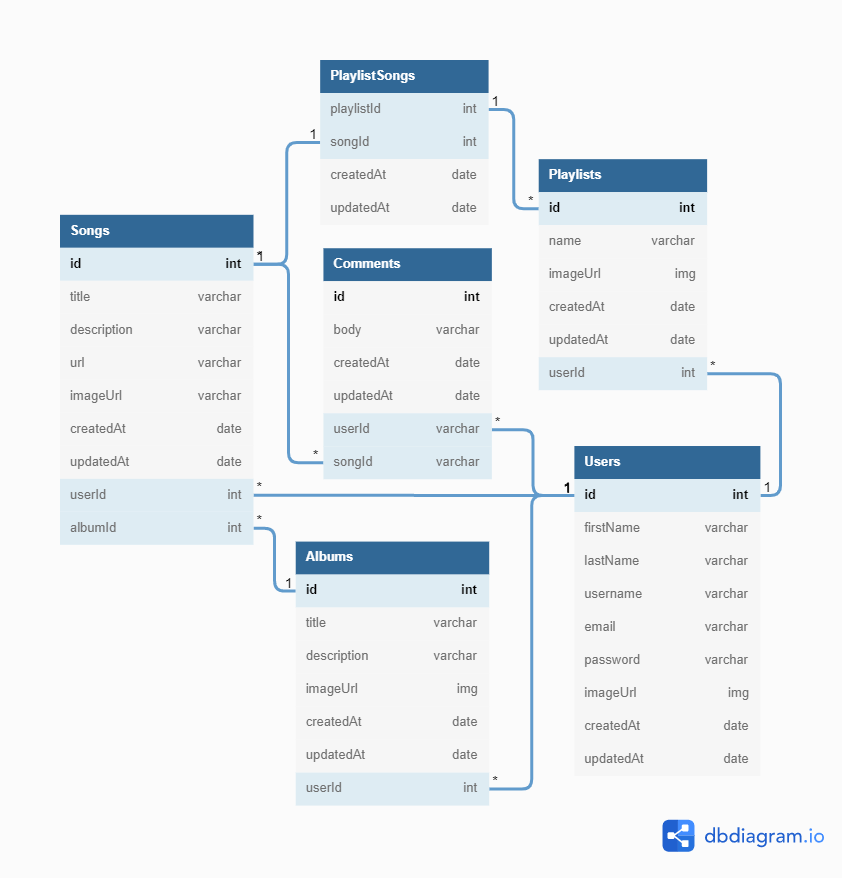 PlaylistSongs
playlistId int
songId int
createdAt date
updatedAt date
1
1
Playlists
id int
name varchar
imageUrl img
createdAt date
updatedAt date
userId int
*
*
Songs
id int
title varchar
description varchar
url varchar
imageUrl varchar
createdAt date
updatedAt date
userId int
albumId int
*
1
*
*
Comments
id int
body varchar
createdAt date
updatedAt date
userId varchar
songId varchar
*
*
Users
id int
firstName varchar
lastName varchar
username varchar
email varchar
password varchar
imageUrl img
createdAt date
updatedAt date
1
1
Albums
id int
title varchar
description varchar
imageUrl img
createdAt date
updatedAt date
userId int
1
*
dbdiagram.io